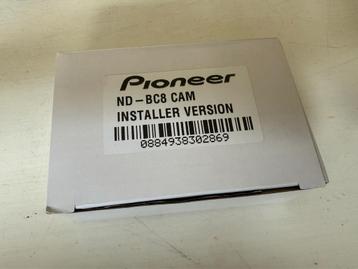 Pioneer
ND-BC8 CAM
INSTALLER VERSION
0884938302869